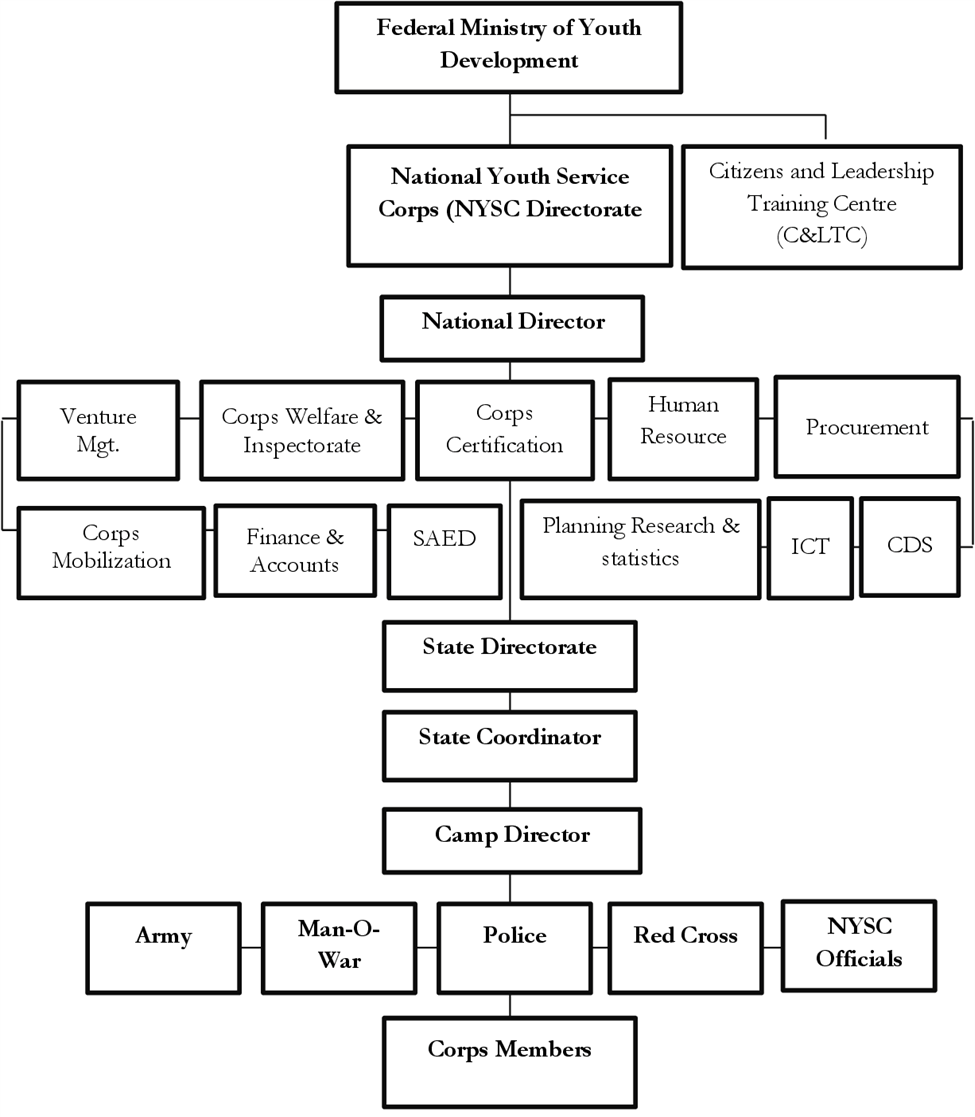 Federal Ministry of Youth
Development
National Youth Service
Corps (NYSC Directorate
Citizens and Leadership
Training Centre
(C&LTC)
National Director
Venture
Mgt.
Corps Welfare &
Inspectorate
Corps
Certification
Human
Resource
Procurement
Corps
Mobilization
Finance &
Accounts
SAED
Planning Research &
statistics
ICT
CDS
State Directorate
State Coordinator
Camp Director
Army
Man-O-
War
Police
Red Cross
NYSC
Officials
Corps Members